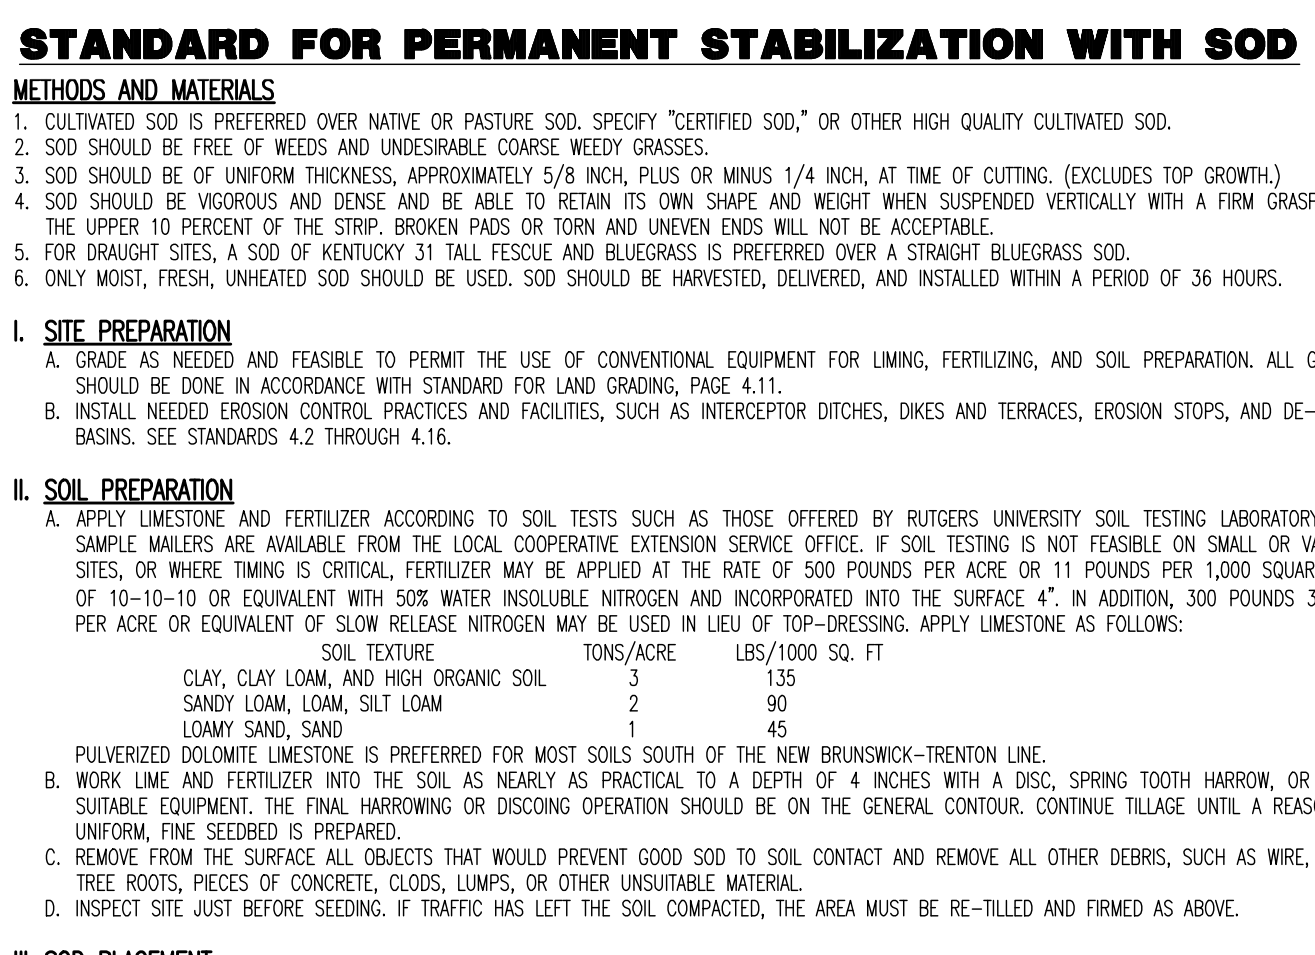 STANDARD FOR PERMANENT STABILIZATION WITH SOD
METHODS AND MATERIALS
1. CULTIVATED SOD IS PREFERRED OVER NATIVE OR PASTURE SOD. SPECIFY "CERTIFIED SOD," OR OTHER HIGH QUALITY CULTIVATED SOD.
2. SOD SHOULD BE FREE OF WEEDS AND UNDESIRABLE COARSE WEEDY GRASSES.
3. SOD SHOULD BE OF UNIFORM THICKNESS, APPROXIMATELY 5/8 INCH, PLUS OR MINUS 1/4 INCH, AT TIME OF CUTTING. (EXCLUDES TOP GROWTH.)
4. SOD SHOULD BE VIGOROUS AND DENSE AND BE ABLE TO RETAIN ITS OWN SHAPE AND WEIGHT WHEN SUSPENDED VERTICALLY WITH A FIRM GRASP
THE UPPER 10 PERCENT OF THE STRIP. BROKEN PADS OR TORN AND UNEVEN ENDS WILL NOT BE ACCEPTABLE.
5. FOR DRAUGHT SITES, A SOD OF KENTUCKY 31 TALL FESCUE AND BLUEGRASS IS PREFERRED OVER A STRAIGHT BLUEGRASS SOD.
6. ONLY MOIST, FRESH, UNHEATED SOD SHOULD BE USED. SOD SHOULD BE HARVESTED, DELIVERED, AND INSTALLED WITHIN A PERIOD OF 36 HOURS.
I. SITE PREPARATION
A. GRADE AS NEEDED AND FEASIBLE TO PERMIT THE USE OF CONVENTIONAL EQUIPMENT FOR LIMING, FERTILIZING, AND SOIL PREPARATION. ALL
SHOULD BE DONE IN ACCORDANCE WITH STANDARD FOR LAND GRADING, PAGE 4.11.
B. INSTALL NEEDED EROSION CONTROL PRACTICES AND FACILITIES, SUCH AS INTERCEPTOR DITCHES, DIKES AND TERRACES, EROSION STOPS, AND DE-
BASINS. SEE STANDARDS 4.2 THROUGH 4.16.
II. SOIL PREPARATION
A. APPLY LIMESTONE AND FERTILIZER ACCORDING TO SOIL TESTS SUCH AS THOSE OFFERED BY RUTGERS UNIVERSITY SOIL TESTING LABORATORY
SAMPLE MAILERS ARE AVAILABLE FROM THE LOCAL COOPERATIVE EXTENSION SERVICE OFFICE. IF SOIL TESTING IS NOT FEASIBLE ON SMALL OR
SITES, OR WHERE TIMING IS CRITICAL, FERTILIZER MAY BE APPLIED AT THE RATE OF 500 POUNDS PER ACRE OR 11 POUNDS PER 1,000 SQUAR
OF 10-10-10 OR EQUIVALENT WITH 50% WATER INSOLUBLE NITROGEN AND INCORPORATED INTO THE SURFACE 4". IN ADDITION, 300 POUNDS 3
PER ACRE OR EQUIVALENT OF SLOW RELEASE NITROGEN MAY BE USED IN LIEU OF TOP-DRESSING. APPLY LIMESTONE AS FOLLOWS:
SOIL TEXTURE TONS/ACRE LBS/1000 SQ. FT
CLAY, CLAY LOAM, AND HIGH ORGANIC SOIL 3 135
SANDY LOAM, LOAM, SILT LOAM 2 90
LOAMY SAND, SAND 1 45
PULVERIZED DOLOMITE LIMESTONE IS PREFERRED FOR MOST SOILS SOUTH OF THE NEW BRUNSWICK-TRENTON LINE.
B. WORK LIME AND FERTILIZER INTO THE SOIL AS NEARLY AS PRACTICAL TO A DEPTH OF 4 INCHES WITH A DISC, SPRING TOOTH HARROW, OR
SUITABLE EQUIPMENT. THE FINAL HARROWING OR DISCOING OPERATION SHOULD BE ON THE GENERAL CONTOUR. CONTINUE TILLAGE UNTIL A REASO
UNIFORM, FINE SEEDBED IS PREPARED.
C. REMOVE FROM THE SURFACE ALL OBJECTS THAT WOULD PREVENT GOOD SOD TO SOIL CONTACT AND REMOVE ALL OTHER DEBRIS, SUCH AS WIRE,
TREE ROOTS, PIECES OF CONCRETE, CLODS, LUMPS, OR OTHER UNSUITABLE MATERIAL.
D. INSPECT SITE JUST BEFORE SEEDING. IF TRAFFIC HAS LEFT THE SOIL COMPACTED, THE AREA MUST BE RE-TILLED AND FIRMED AS ABOVE.